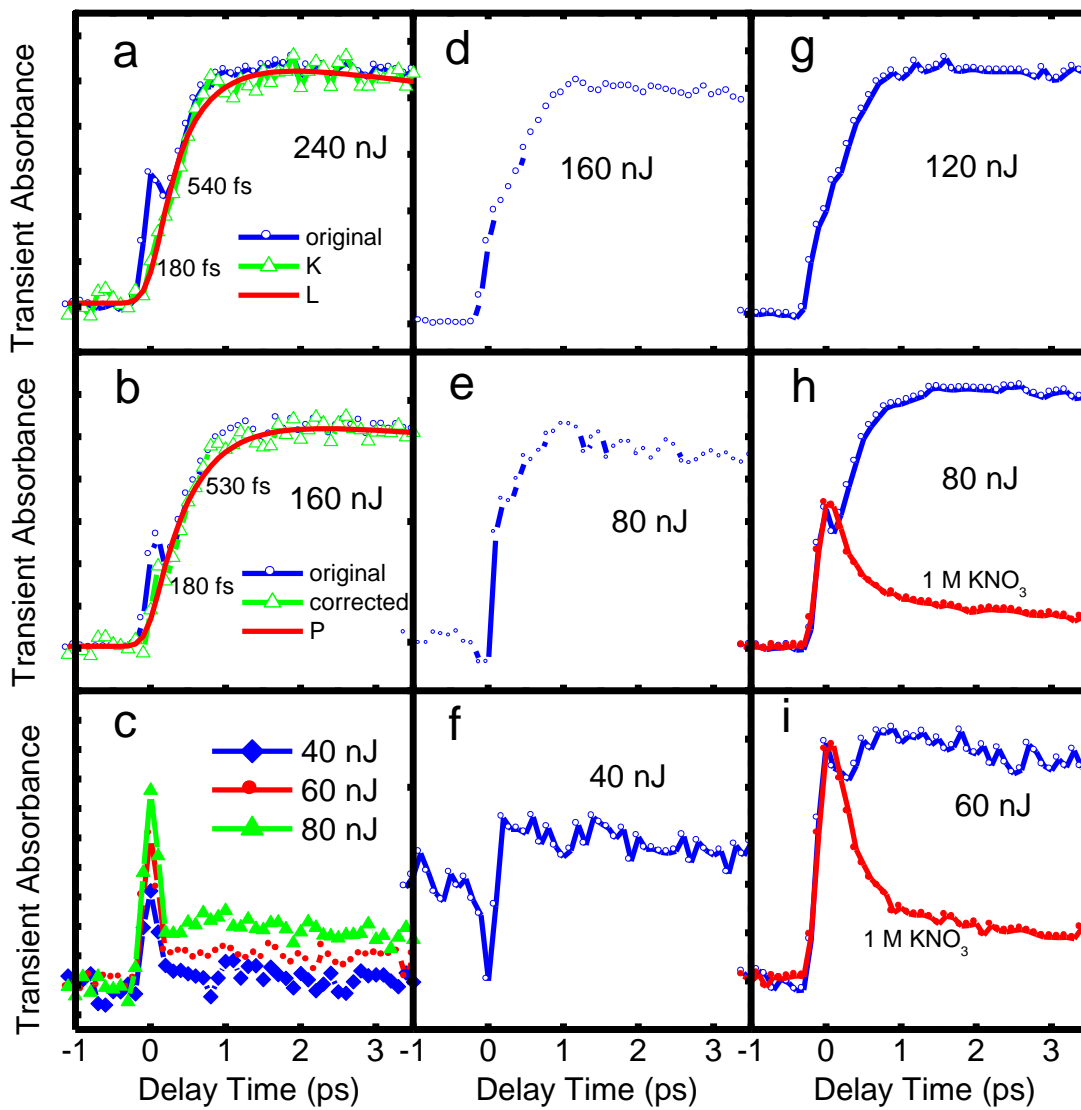 a
240 nJ
540 fs
180 fs
original
K
L
Transient Absorbance
d
160 nJ
g
120 nJ
b
530 fs
160 nJ
180 fs
original
corrected
P
Transient Absorbance
e
80 nJ
h
80 nJ
1 M KNO₃
c
40 nJ
60 nJ
80 nJ
Transient Absorbance
f
40 nJ
i
60 nJ
1 M KNO₃
-1 0 1 2 3 -1 0 1 2 3 -1 0 1 2 3
Delay Time (ps) Delay Time (ps) Delay Time (ps)